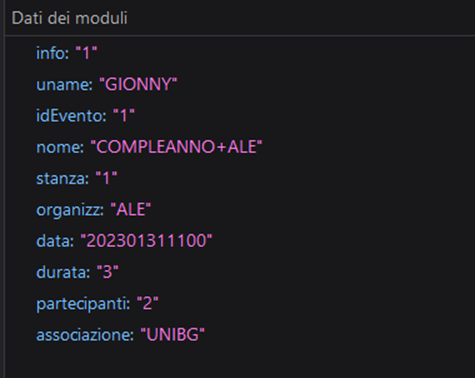 Dati dei moduli
info: "1"
uname: "GIONNY"
idEvento: "1"
nome: "COMPLEANNO+ALE"
stanza: "1"
organizz: "ALE"
data: "202301311100"
durata: "3"
partecipanti: "2"
associazione: "UNIBG"